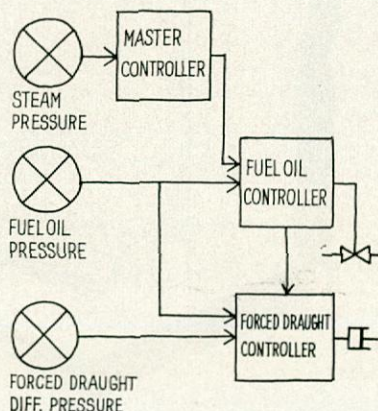 MASTER
CONTROLLER
STEAM
PRESSURE
FUEL OIL
CONTROLLER
FUEL OIL
PRESSURE
FORCED DRAUGHT
CONTROLLER
FORCED DRAUGHT
DIFF. PRESSURE